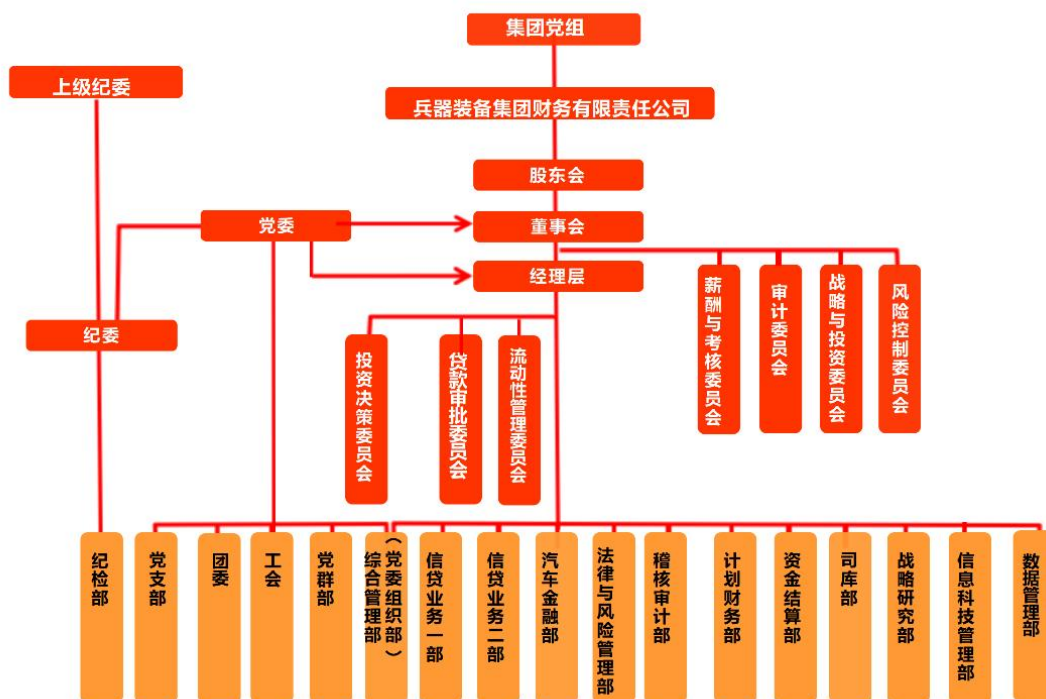 集团党组
上级纪委
兵器装备集团财务有限责任公司
股东会
党委
董事会
经理层
纪委
薪酬与考核委员会
审计委员会
战略与投资委员会
风险控制委员会
投资决策委员会
贷款审批委员会
流动性管理委员会
纪检部
党支部
团委
工会
党群部
综合管理部
（党委组织部）
信贷业务一部
信贷业务二部
汽车金融部
法律与风险管理部
稽核审计部
计划财务部
资金结算部
司库部
战略研究部
信息科技管理部
数据管理部